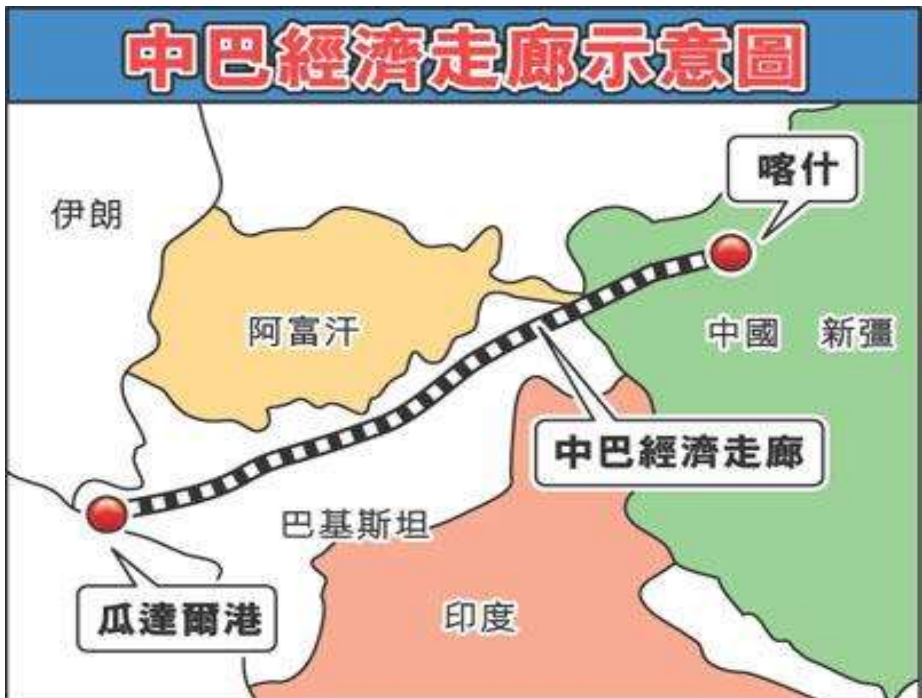 中巴經濟走廊示意圖
喀什
伊朗
阿富汗
中國 新彊
中巴經濟走廊
巴基斯坦
瓜達爾港
印度